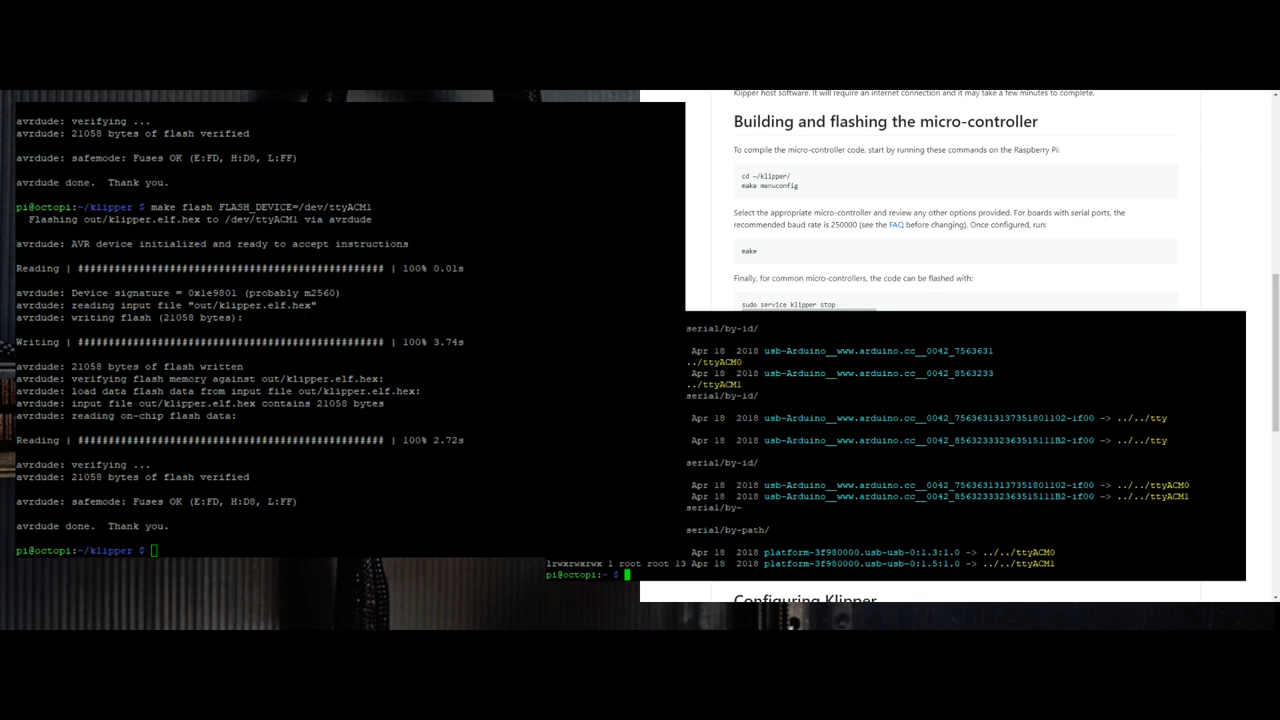 avrdude: verifying ...
avrdude: 21058 bytes of flash verified
avrdude: safemode: Fuses OK (E:FD, H:D8, L:FF)
avrdude done.  Thank you.
pi@octopi:~/klipper $ make flash FLASH_DEVICE=/dev/ttyACM1
Flashing out/klipper.elf.hex to /dev/ttyACM1 via avrdude
avrdude: AVR device initialized and ready to accept instructions
Reading | ################################################## | 100% 0.01s
avrdude: Device signature = 0x1e9801 (probably m2560)
avrdude: reading input file "out/klipper.elf.hex"
avrdude: writing flash (21058 bytes):
Writing | ################################################## | 100% 3.74s
avrdude: 21058 bytes of flash written
avrdude: verifying flash memory against out/klipper.elf.hex:
avrdude: load data flash data from input file out/klipper.elf.hex:
avrdude: input file out/klipper.elf.hex contains 21058 bytes
avrdude: reading on-chip flash data:
Reading | ################################################## | 100% 2.72s
avrdude: verifying ...
avrdude: 21058 bytes of flash verified
avrdude: safemode: Fuses OK (E:FD, H:D8, L:FF)
avrdude done.  Thank you.
pi@octopi:~/klipper $
Klipper host software. It will require an internet connection and it may take a few minutes to complete.
Building and flashing the micro-controller
To compile the micro-controller code, start by running these commands on the Raspberry Pi:
cd ~/klipper/
make menuconfig
Select the appropriate micro-controller and review any other options provided. For boards with serial ports, the
recommended baud rate is 250000 (see the FAQ before changing). Once configured, run:
make
Finally, for common micro-controllers, the code can be flashed with:
sudo service klipper stop
serial/by-id/
Apr 18  2018 usb-Arduino__www.arduino.cc__0042_7563631
../ttyACM0
Apr 18  2018 usb-Arduino__www.arduino.cc__0042_8563233
../ttyACM1
serial/by-id/
Apr 18  2018 usb-Arduino__www.arduino.cc__0042_75636313137351801102-if00 -> ../../tty
Apr 18  2018 usb-Arduino__www.arduino.cc__0042_856323332363515111B2-if00 -> ../../tty
serial/by-id/
Apr 18  2018 usb-Arduino__www.arduino.cc__0042_75636313137351801102-if00 -> ../../ttyACM0
Apr 18  2018 usb-Arduino__www.arduino.cc__0042_856323332363515111B2-if00 -> ../../ttyACM1
serial/by-
serial/by-path/
Apr 18  2018 platform-3f980000.usb-usb-0:1.3:1.0 -> ../../ttyACM0
lrwxrwxrwx 1 root root 13 Apr 18  2018 platform-3f980000.usb-usb-0:1.5:1.0 -> ../../ttyACM1
pi@octopi:~ $
Configuring Klipper